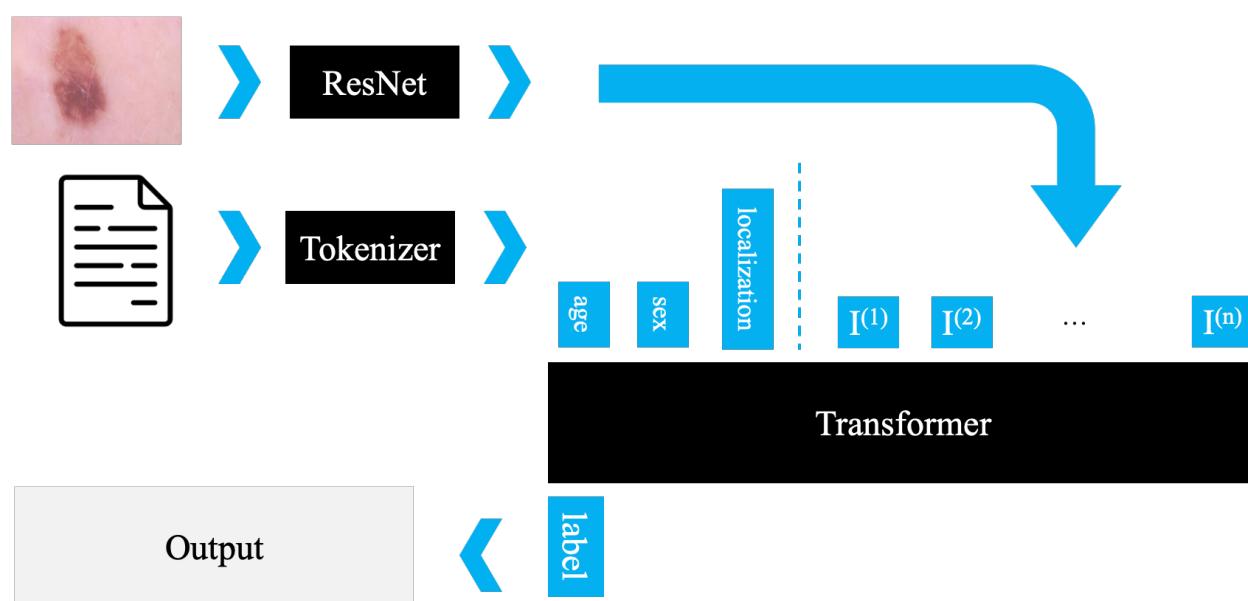 ResNet
Tokenizer
age
sex
localization
I⁽¹⁾
I⁽²⁾
...
I⁽ⁿ⁾
Transformer
label
Output